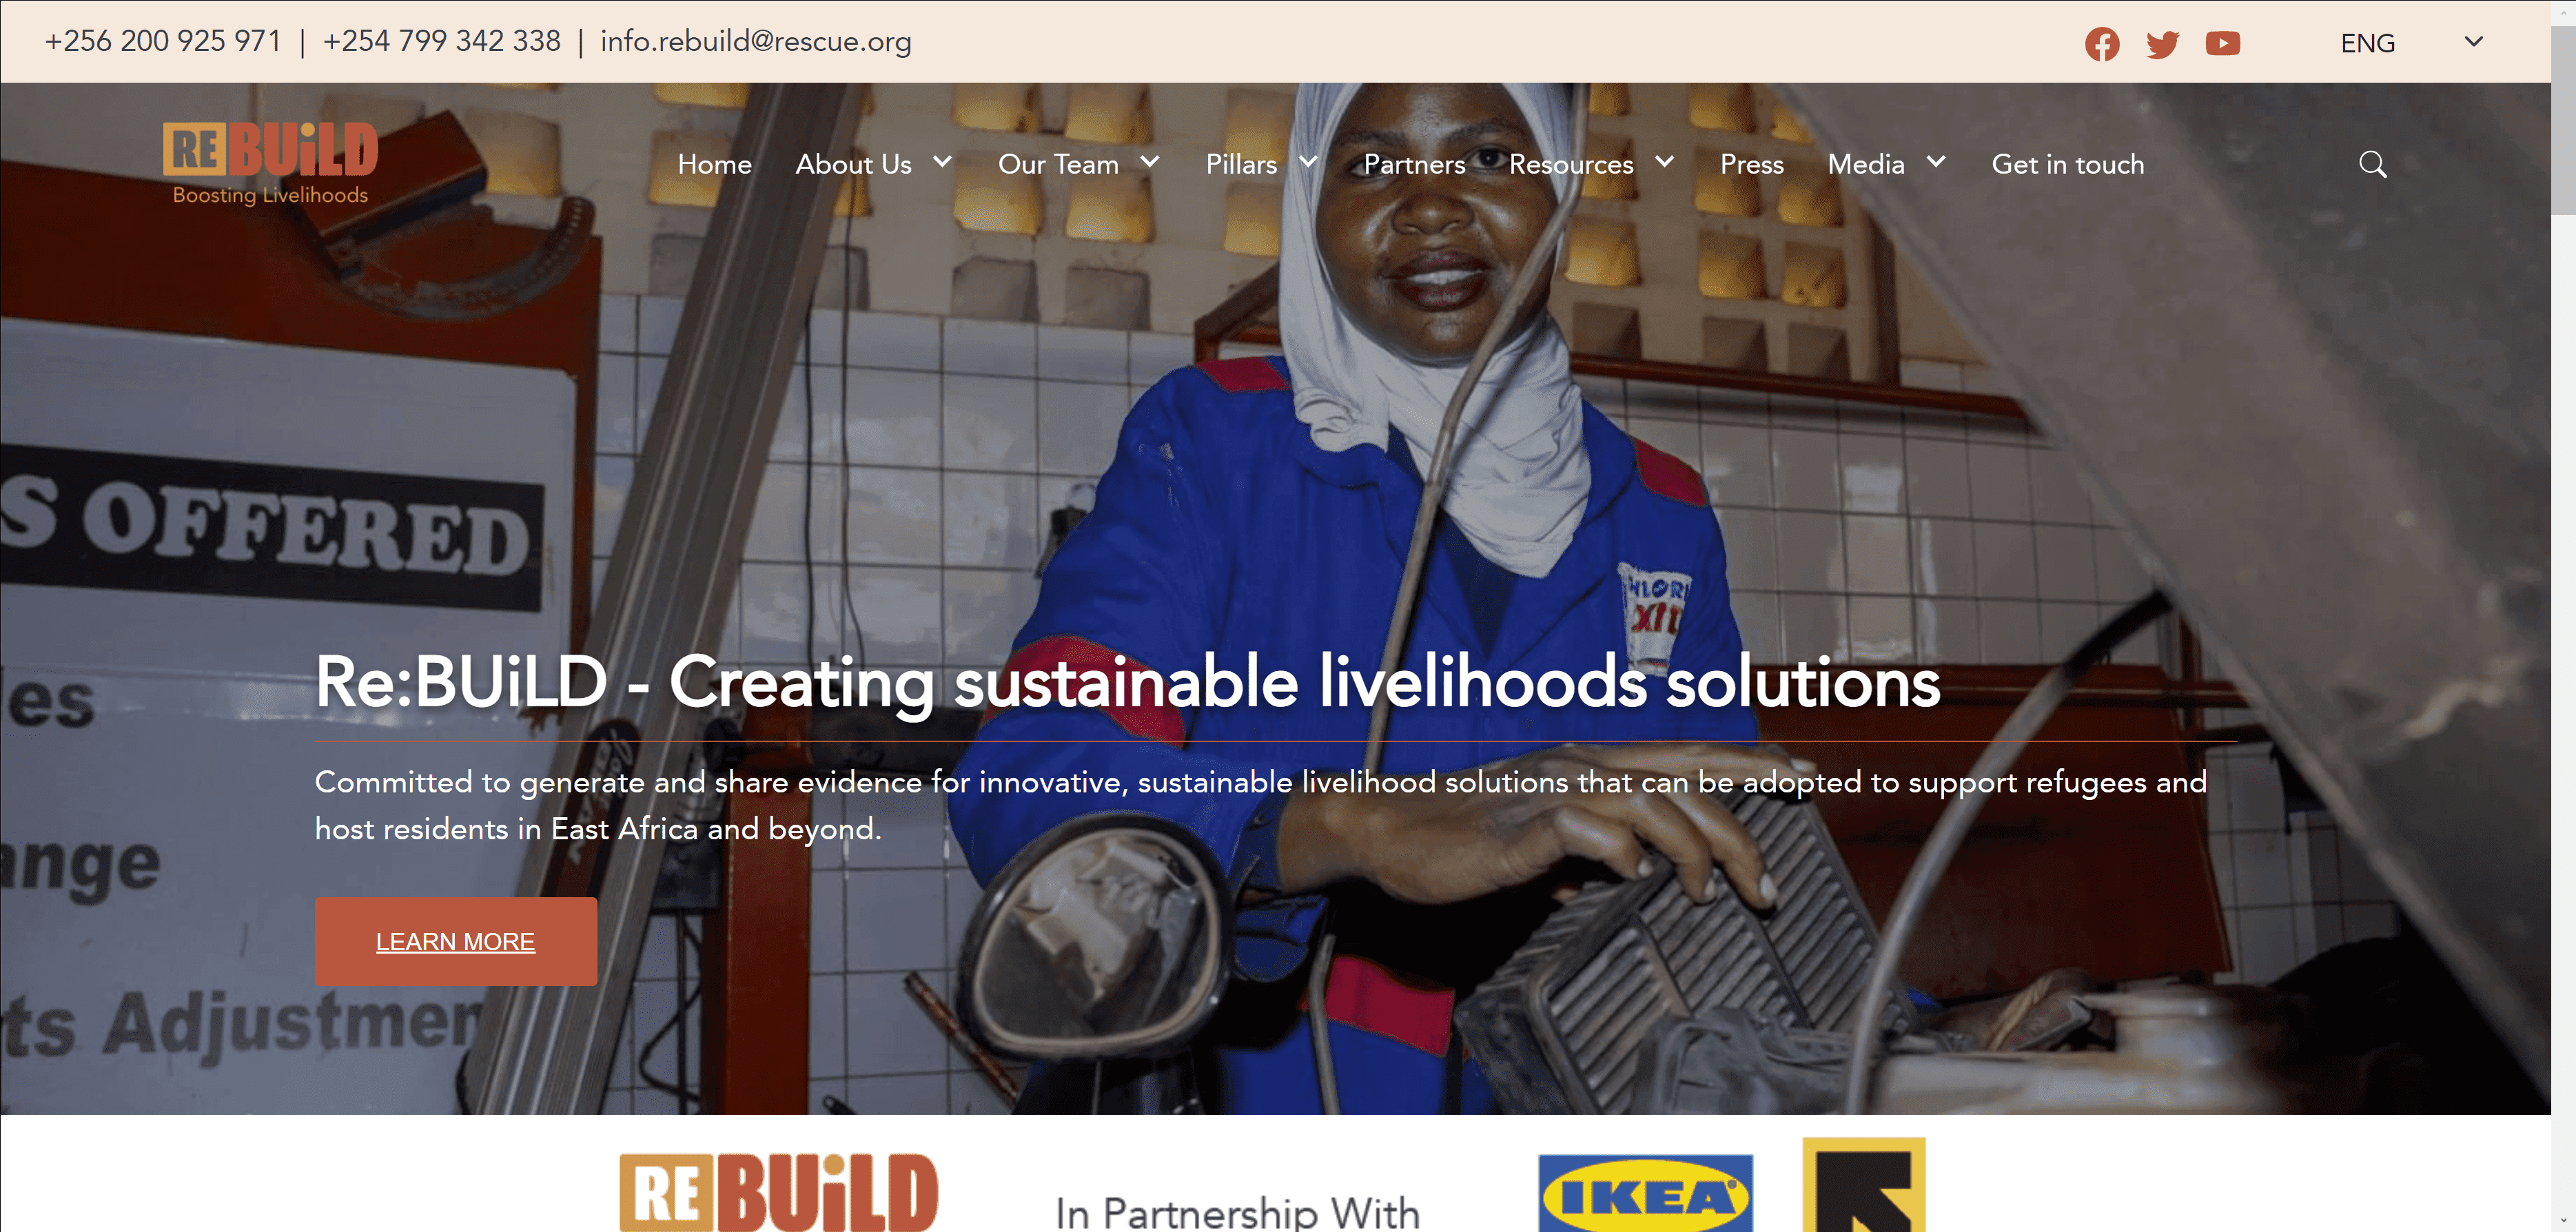 +256 200 925 971 | +254 799 342 338 | info.rebuild@rescue.org
ENG
REBUiLD
Boosting Livelihoods
Home About Us Our Team Pillars Partners Resources Press Media Get in touch
S OFFERED
es
ange
ts Adjustmen
HLORI
XII
Re:BUiLD - Creating sustainable livelihoods solutions
Committed to generate and share evidence for innovative, sustainable livelihood solutions that can be adopted to support refugees and
host residents in East Africa and beyond.
LEARN MORE
REBUiLD
In Partnership With
IKEA®